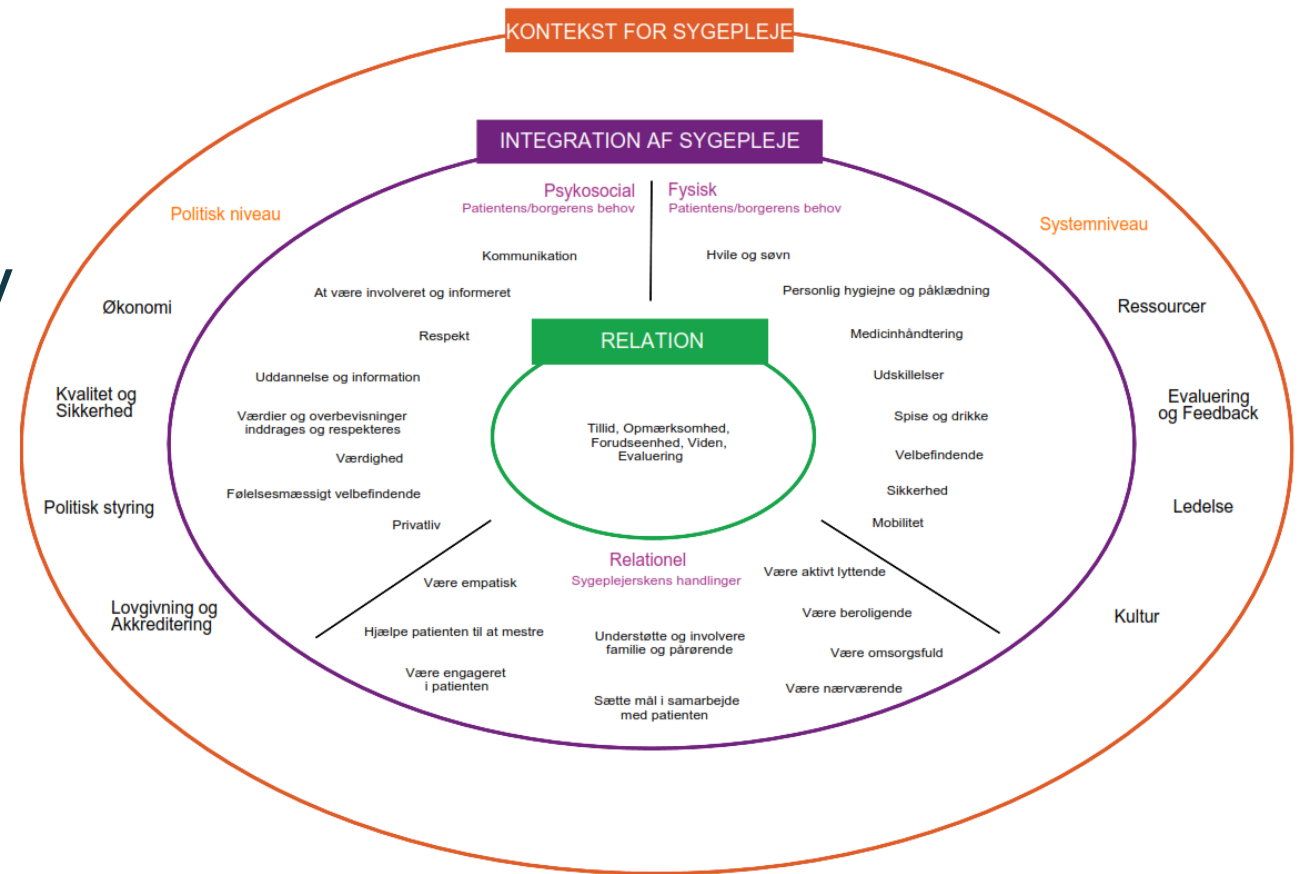 KONTEKST FOR SYGEPLEJE
INTEGRATION AF SYGEPLEJE
Psykosocial
Patientens/borgerens behov
Fysisk
Patientens/borgerens behov
Politisk niveau
Systemniveau
Økonomi
Kvalitet og
Sikkerhed
Politisk styring
Lovgivning og
Akkreditering
Kommunikation
At være involveret og informeret
Respekt
Uddannelse og information
Værdier og overbevisninger
inddrages og respekteres
Værdighed
Følelsesmæssigt velbefindende
Privatliv
RELATION
Tillid, Opmærksomhed,
Forudseenhed, Viden,
Evaluering
Hvile og søvn
Personlig hygiejne og påklædning
Medicinhåndtering
Udskillelser
Spise og drikke
Velbefindende
Sikkerhed
Mobilitet
Ressourcer
Evaluering
og Feedback
Ledelse
Kultur
Relationel
Sygeplejerskens handlinger
Være empatisk
Hjælpe patienten til at mestre
Være engageret
i patienten
Understøtte og involvere
familie og pårørende
Sætte mål i samarbejde
med patienten
Være aktivt lyttende
Være beroligende
Være omsorgsfuld
Være nærværende